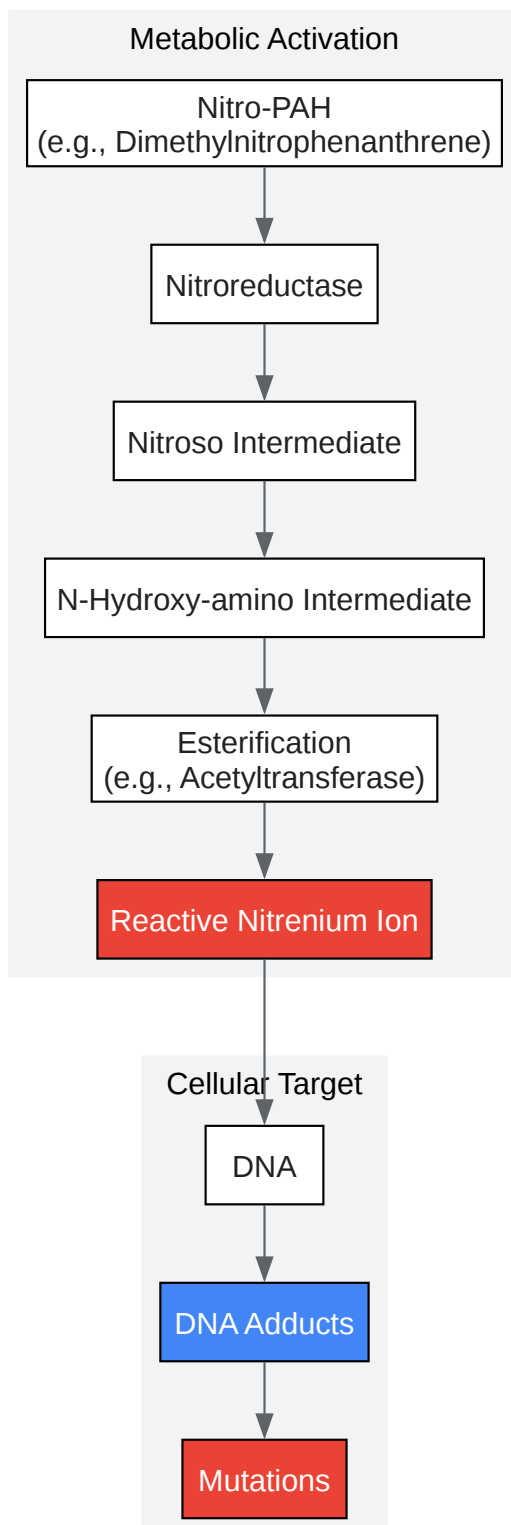 Metabolic Activation
Nitro-PAH
(e.g., Dimethylnitrophenanthrene)
Nitroreductase
Nitroso Intermediate
N-Hydroxy-amino Intermediate
Esterification
(e.g., Acetyltransferase)
Reactive Nitrenium Ion
Cellular Target
DNA
DNA Adducts
Mutations